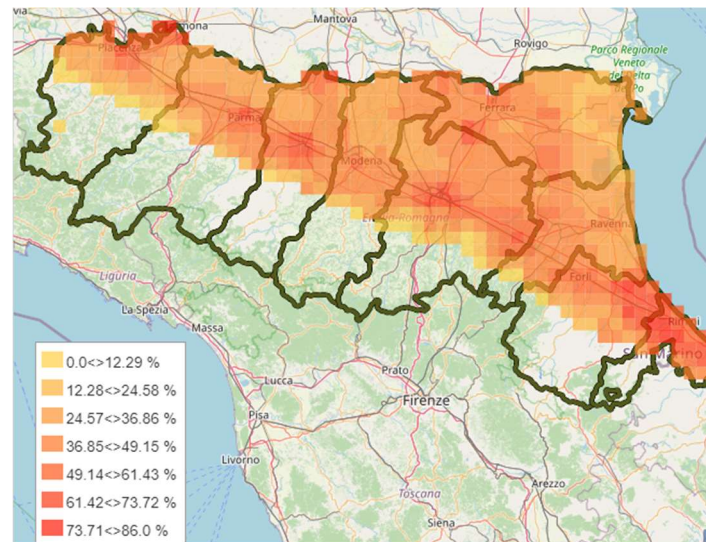 via
mona
Mantova
Rovigo
Parco Regionale
Veneto
del Delta
Po
Piacenza
Ferrara
Parma
Modena
Emilia-Romagna
Ravenna
Liguria
Forlì
Rimini
La Spezia
San Marino
Massa
Prato
Lucca
Firenze
Pisa
Livorno
Arezzo
Toscana
Siena
0.0<>12.29 %
12.28<>24.58 %
24.57<>36.86 %
36.85<>49.15 %
49.14<>61.43 %
61.42<>73.72 %
73.71<>86.0 %